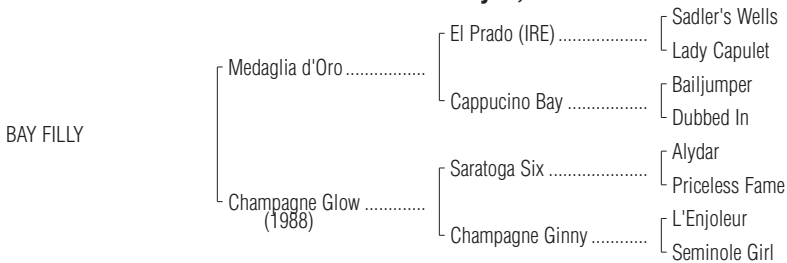 Sadler's Wells
El Prado (IRE) ...................
Lady Capulet
Medaglia d'Oro .................
Bailjumper
Cappucino Bay .................
Dubbed In
BAY FILLY
Alydar
Saratoga Six .....................
Priceless Fame
Champagne Glow .............
(1988)
L'Enjoleur
Champagne Ginny ............
Seminole Girl